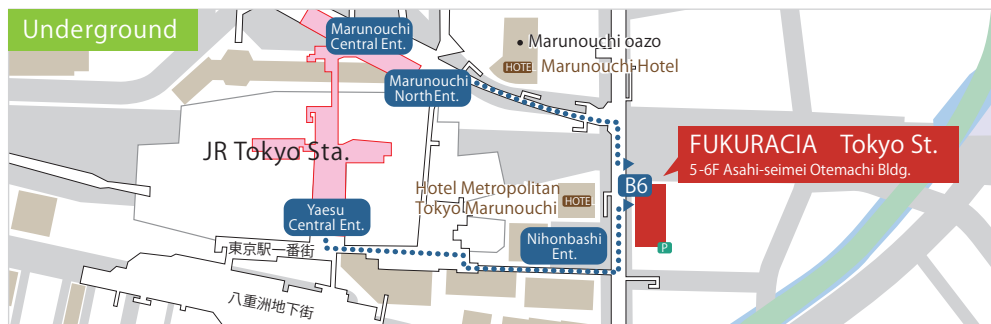 Underground
Marunouchi
Central Ent.
Marunouchi oazo
HOTE
Marunouchi-Hotel
Marunouchi
North Ent.
JR Tokyo Sta.
FUKURACIA Tokyo St.
5-6F Asahi-seimei Otemachi Bldg.
B6
Hotel Metropolitan
Tokyo Marunouchi
HOTE
Yaesu
Central Ent.
Nihonbashi
Ent.
P
東京駅一番街
八重洲地下街